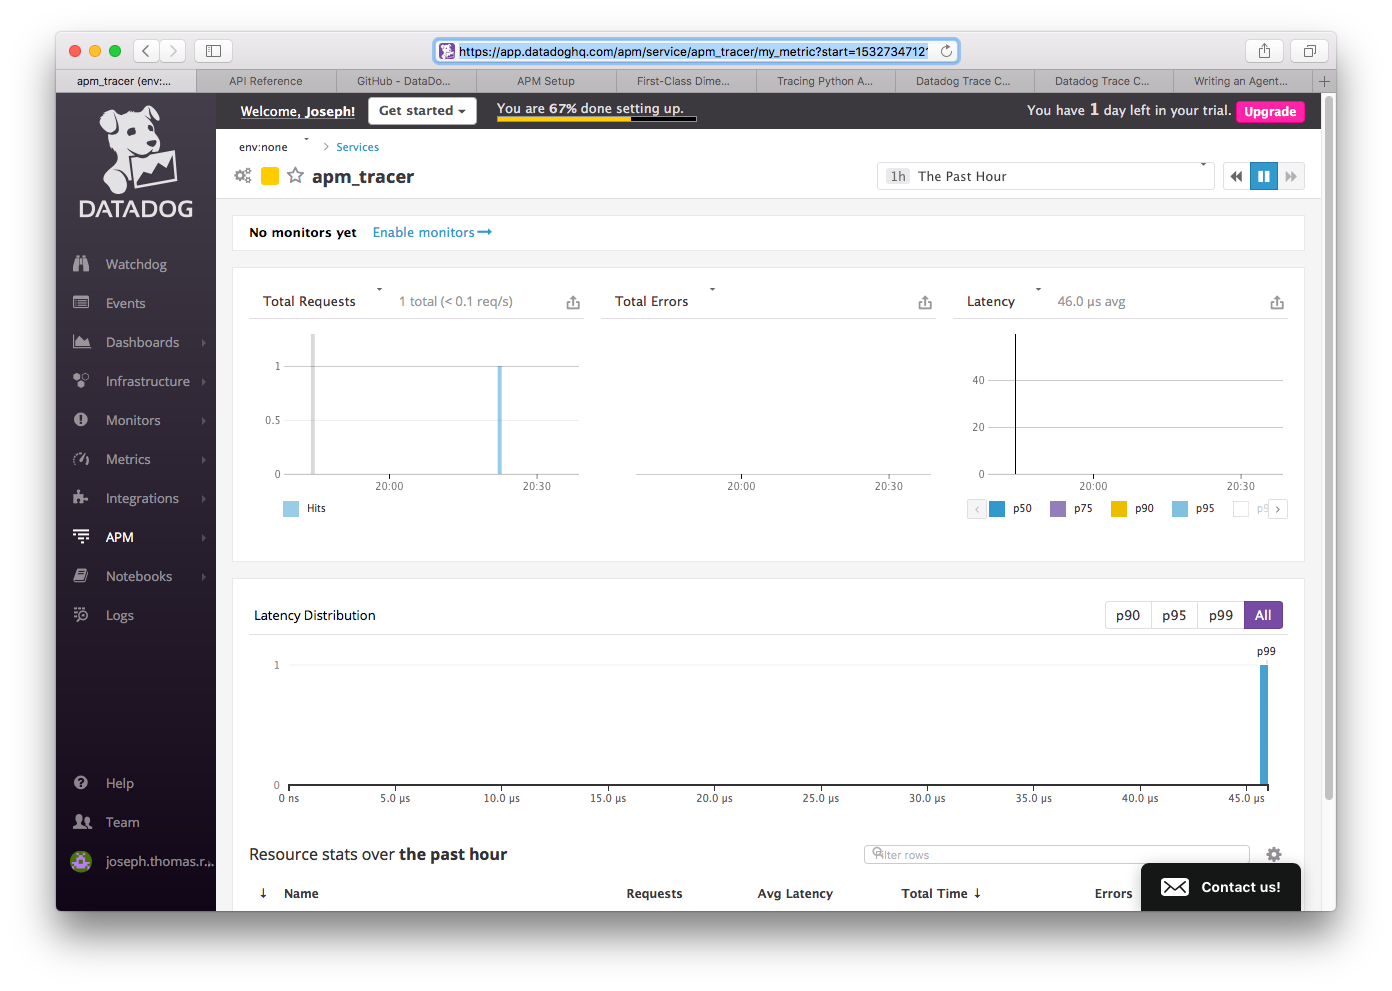 https://app.datadoghq.com/apm/service/apm_tracer/my_metric?start=1532734712
apm_tracer (env:... API Reference GitHub - DataDo... APM Setup First-Class Dime... Tracing Python A... Datadog Trace C... Datadog Trace C... Writing an Agent...
Welcome, Joseph! Get started You are 67% done setting up. You have 1 day left in your trial. Upgrade
DATADOG
Watchdog
Events
Dashboards
Infrastructure
Monitors
Metrics
Integrations
APM
Notebooks
Logs
Help
Team
joseph.thomas.r...
env:none > Services
apm_tracer 1h The Past Hour
No monitors yet Enable monitors
Total Requests 1 total (< 0.1 req/s) Total Errors Latency 46.0 µs avg
1
0.5
0
20:00 20:30
Hits
20:00 20:30
40
20
0
20:00 20:30
p50 p75 p90 p95
Latency Distribution p90 p95 p99 All
p99
1
0
0 ns 5.0 µs 10.0 µs 15.0 µs 20.0 µs 25.0 µs 30.0 µs 35.0 µs 40.0 µs 45.0 µs
Resource stats over the past hour Filter rows
↓ Name Requests Avg Latency Total Time ↓ Errors
Contact us!